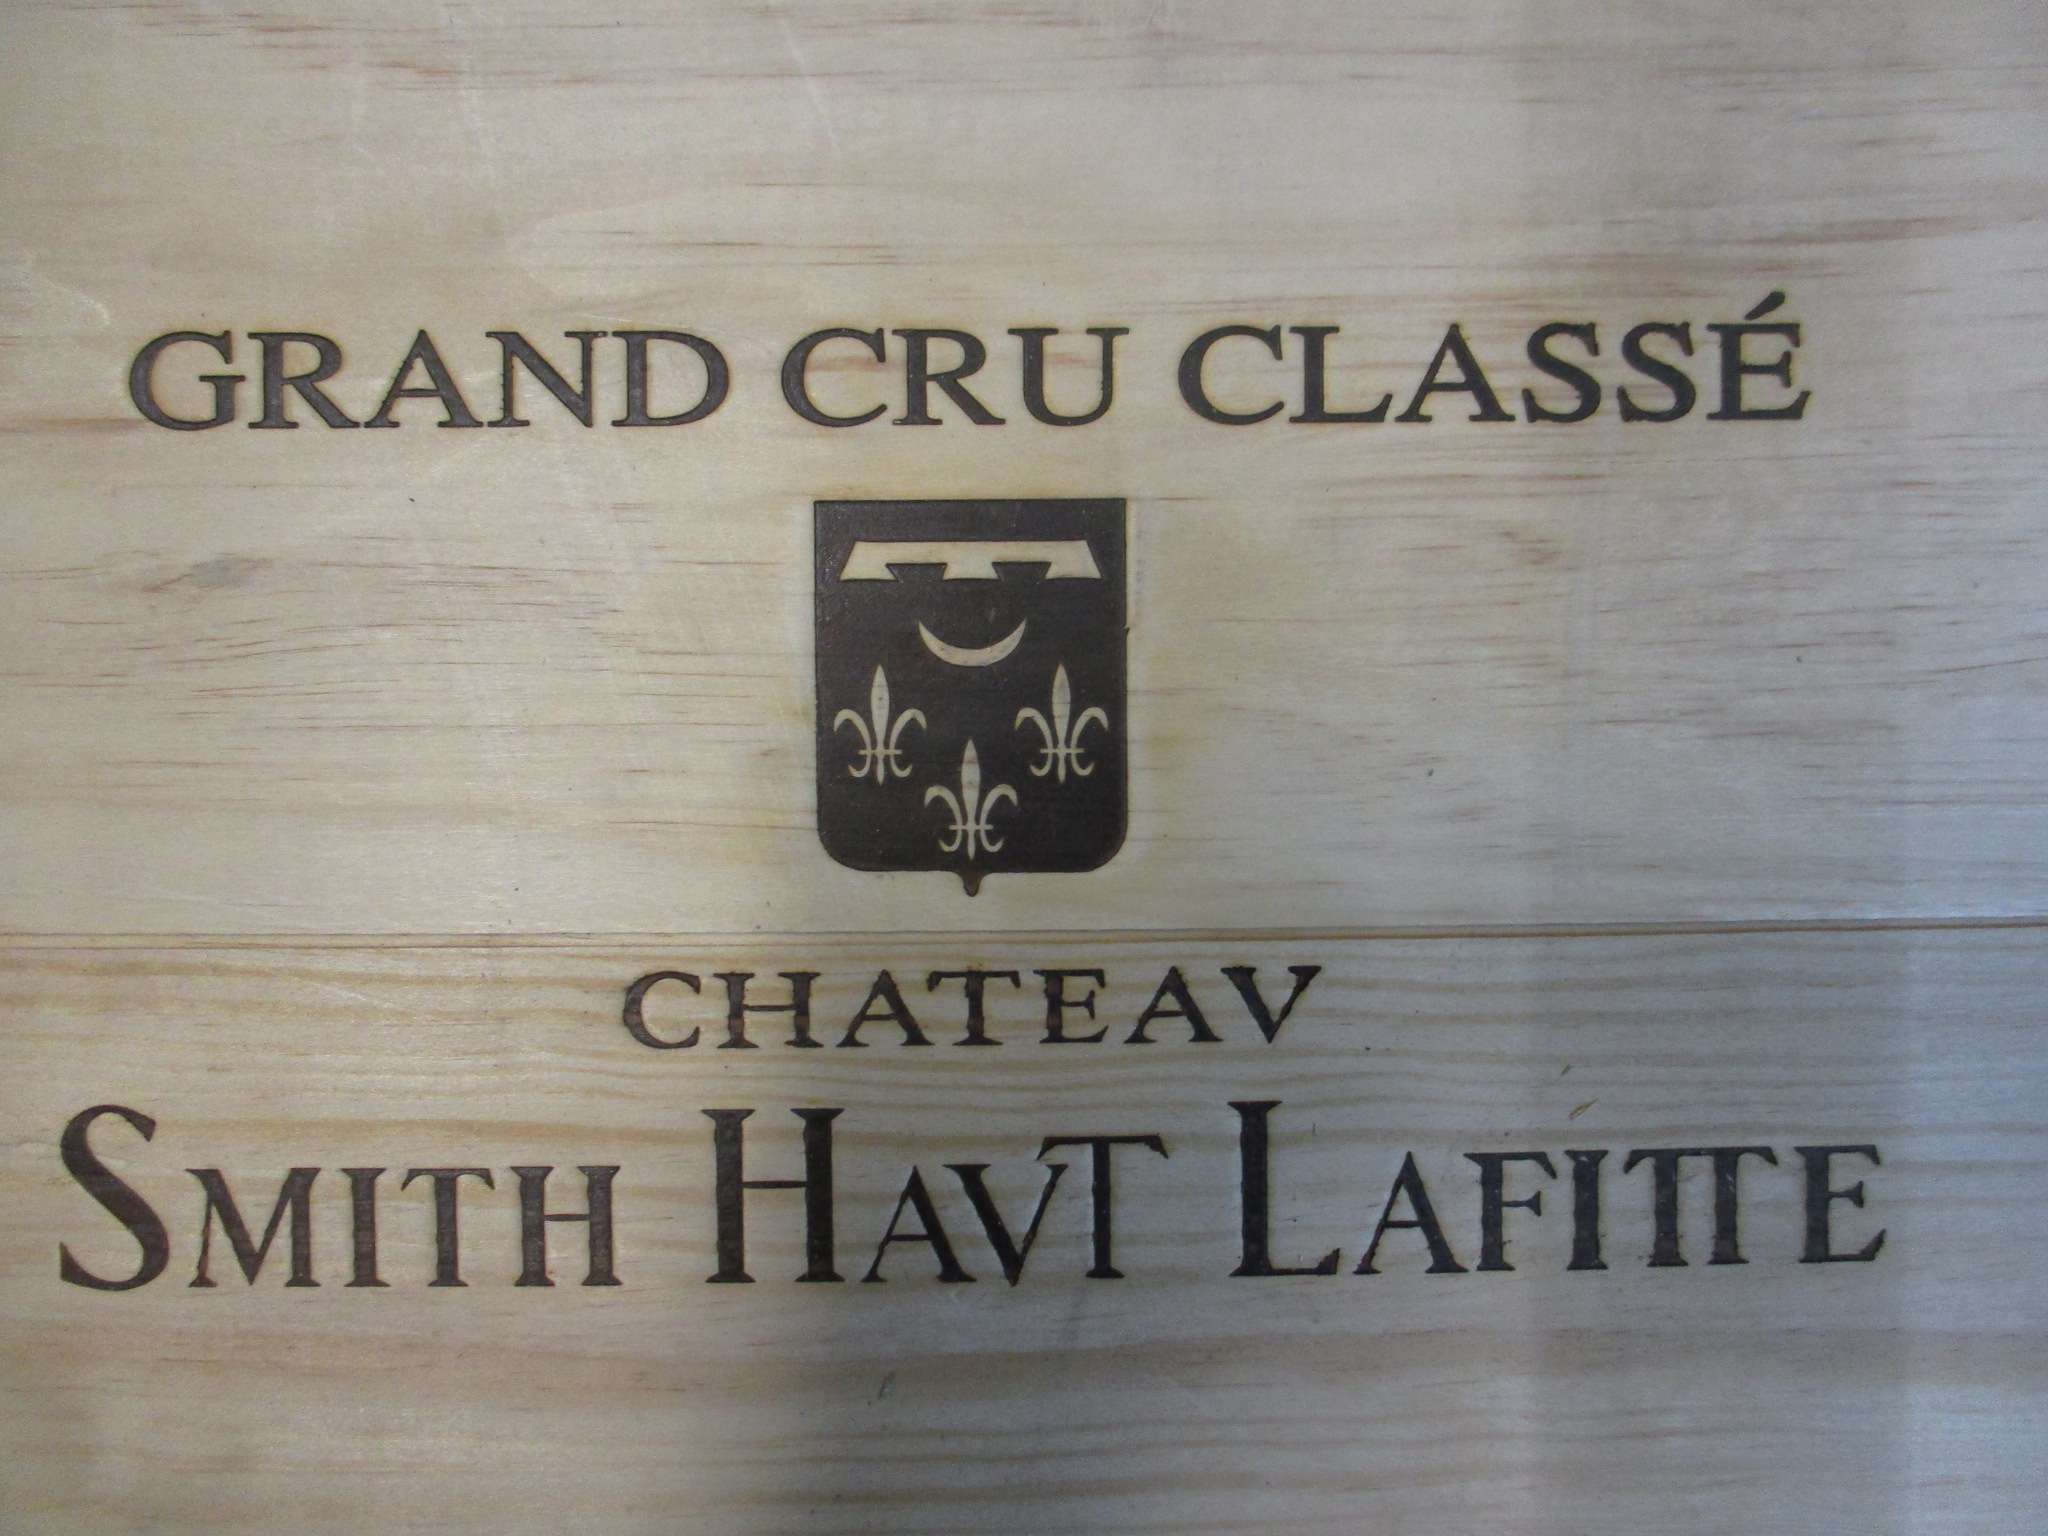 GRAND CRU CLASSÉ
CHATEAV
SMITH HAVT LAFITTE